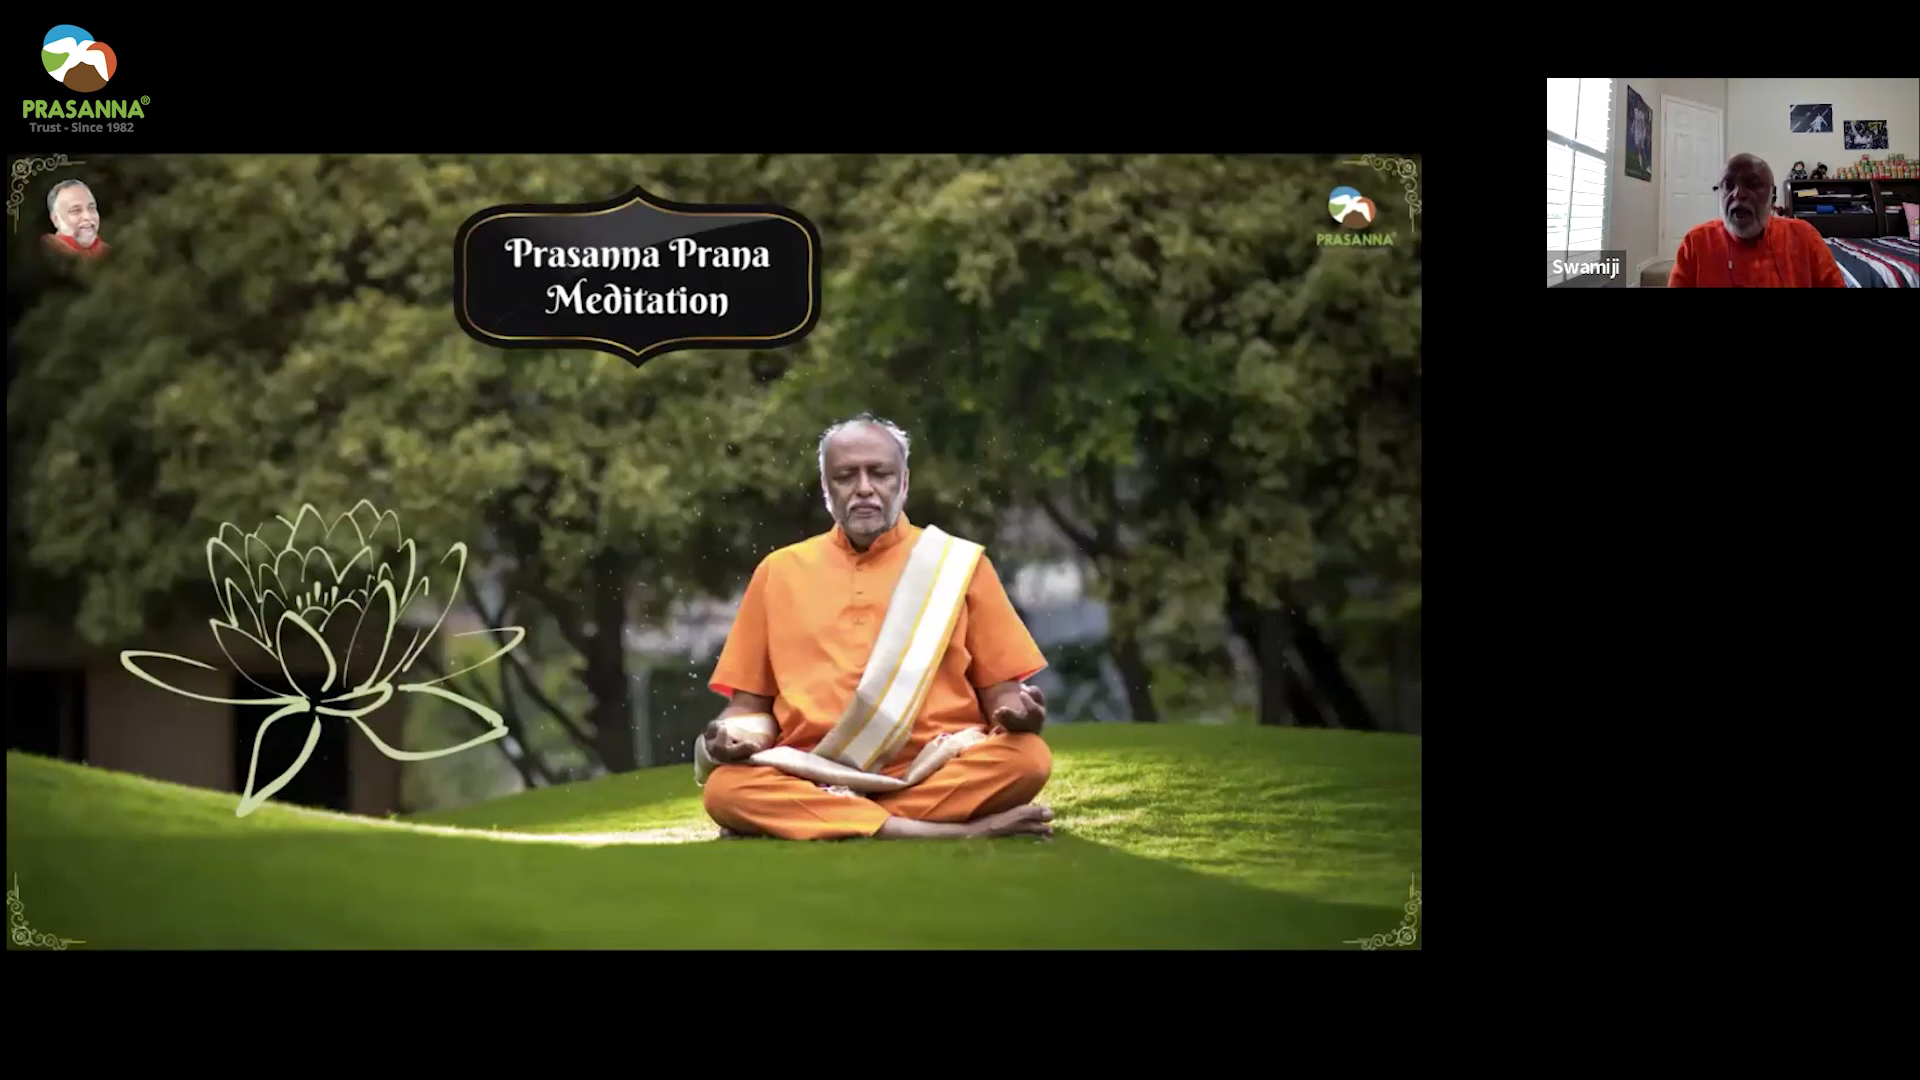 PRASANNA®
Trust - Since 1982
Prasanna Prana
Meditation
PRASANNA®
Swamiji